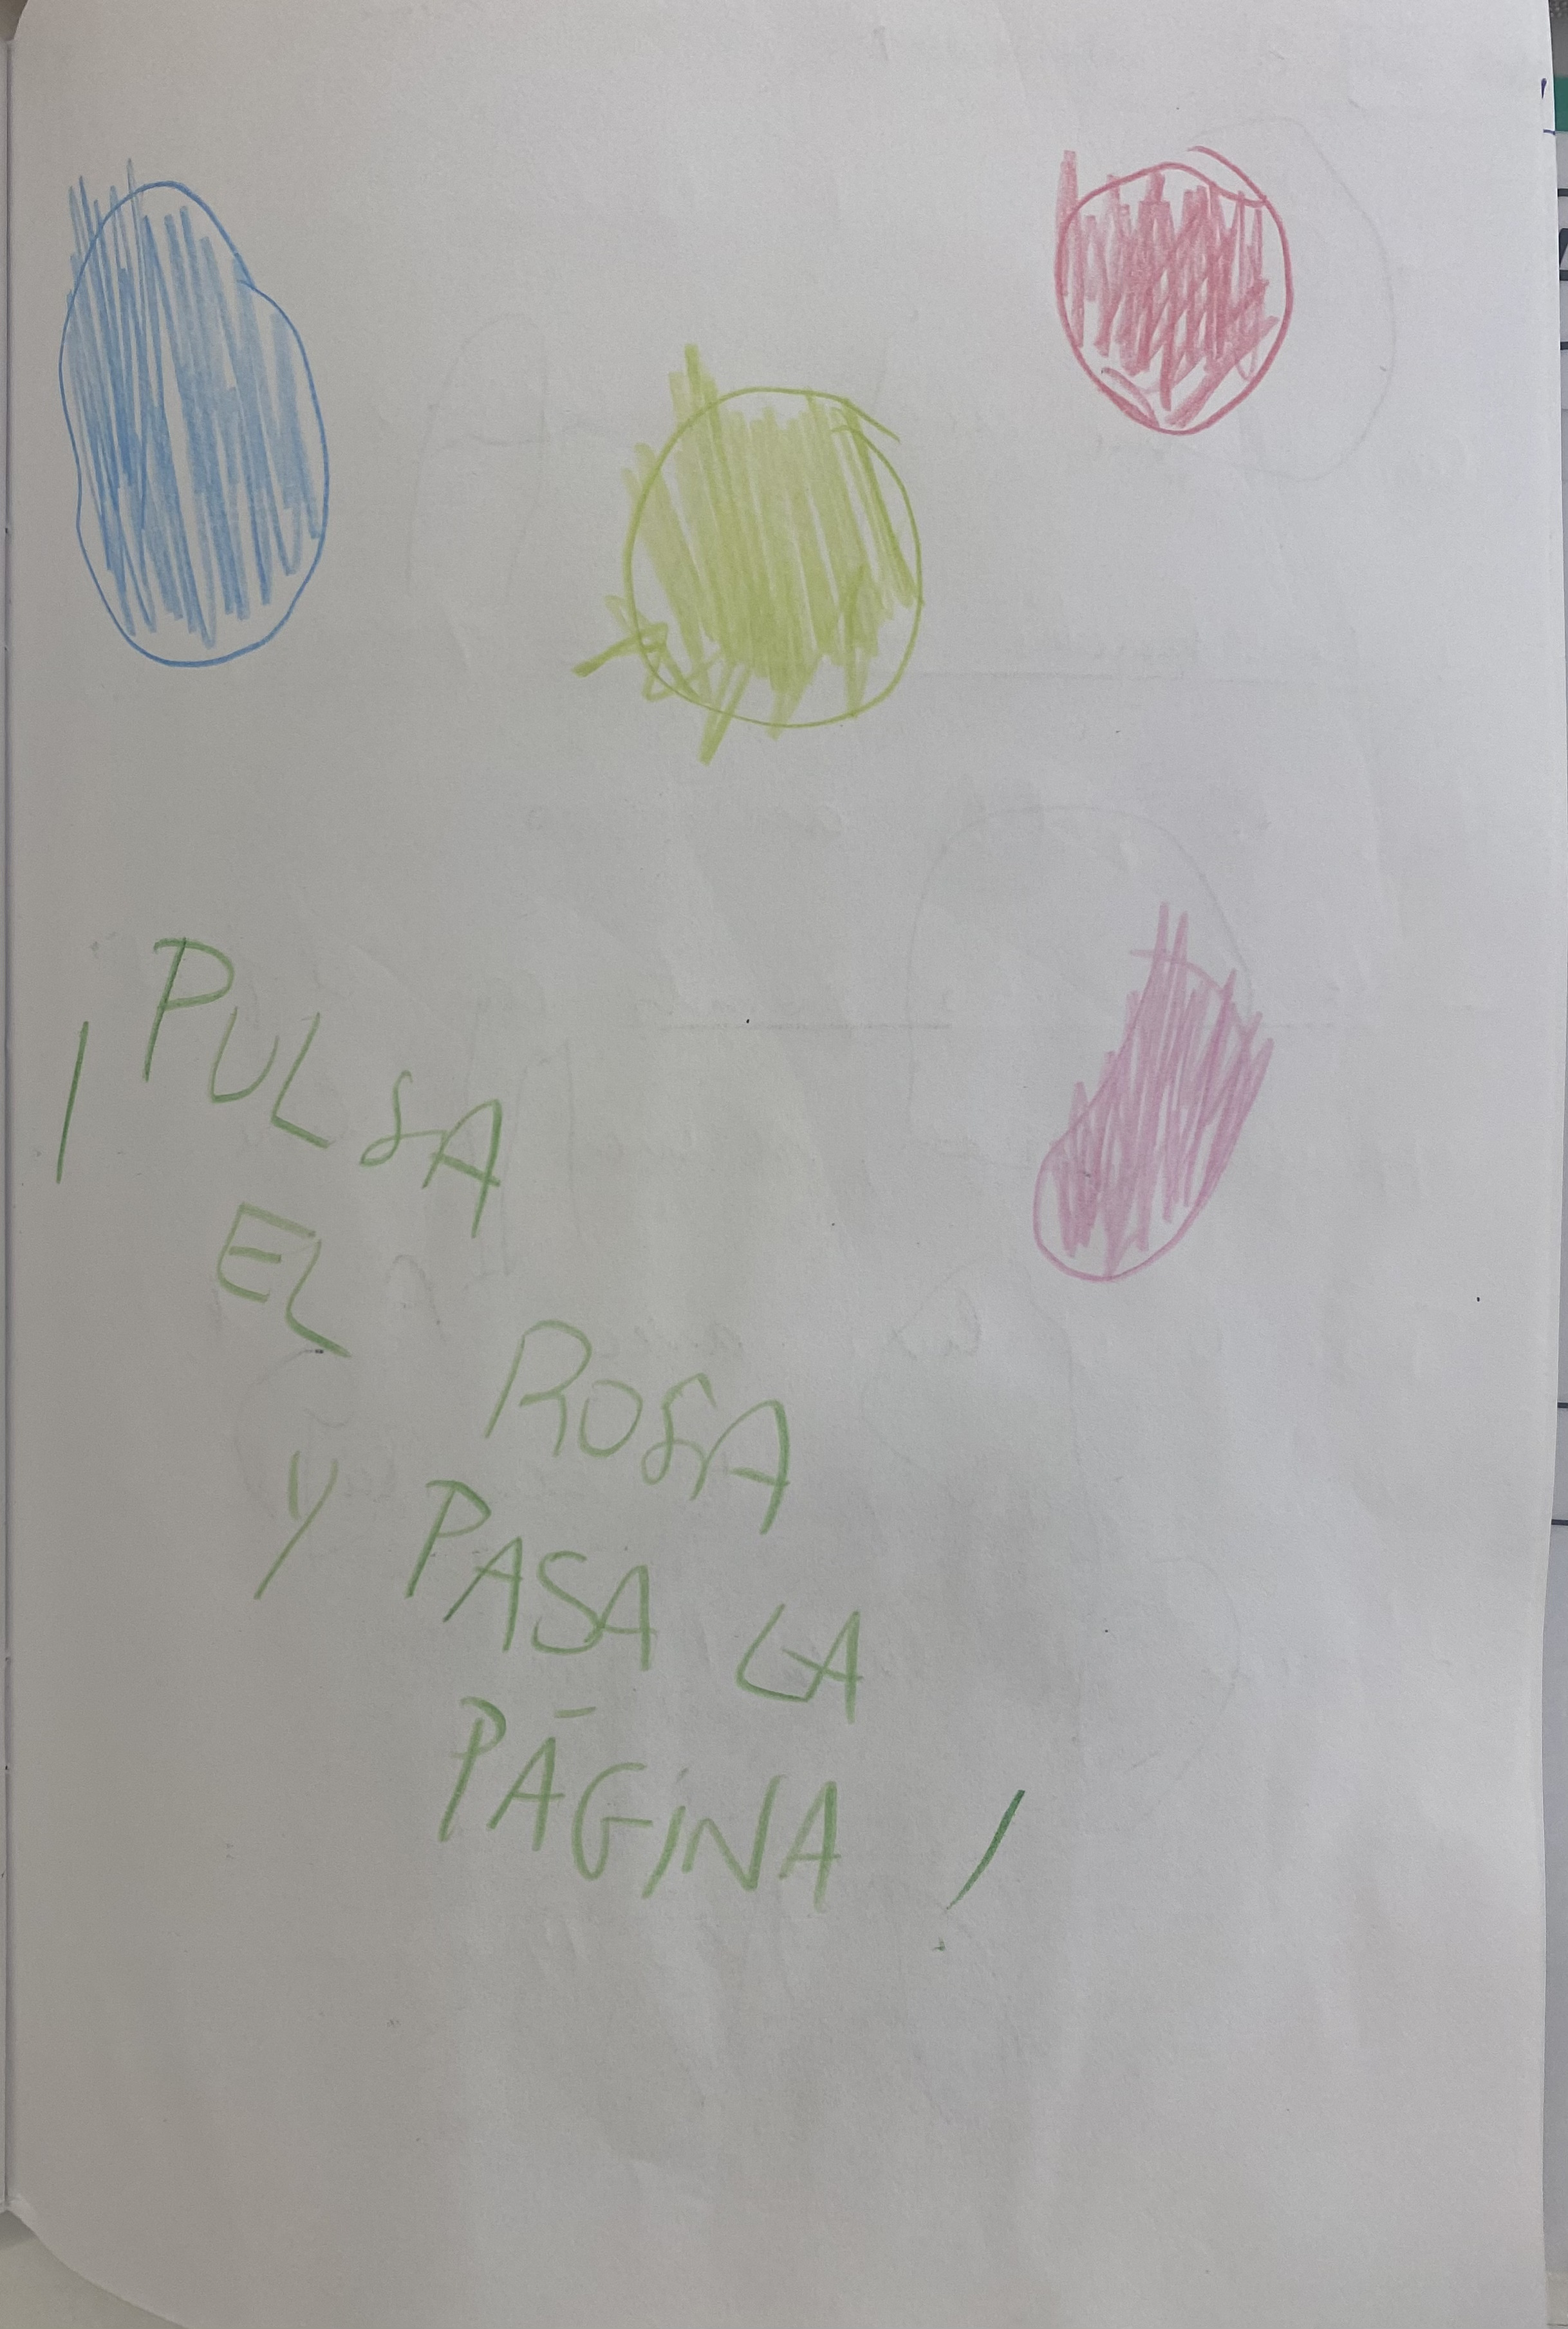 ¡PULSA
EL ROSA
Y PASA LA
PÁGINA!